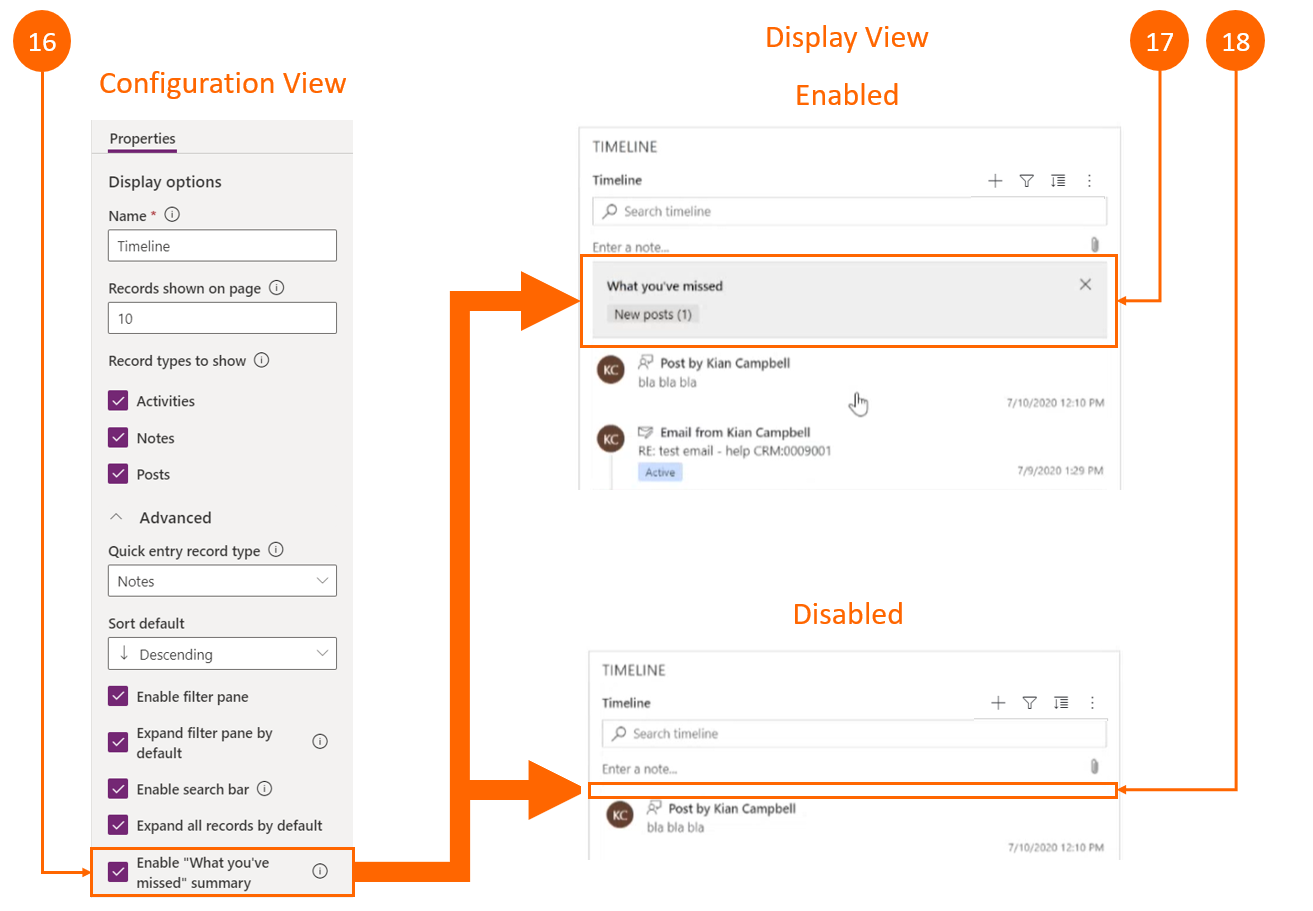 16
Configuration View
Properties
Display options
Name *
Timeline
Records shown on page
10
Record types to show
Activities
Notes
Posts
Advanced
Quick entry record type
Notes
Sort default
Descending
Enable filter pane
Expand filter pane by
default
Enable search bar
Expand all records by default
Enable "What you've
missed" summary
Display View
17
18
Enabled
TIMELINE
Timeline
Search timeline
Enter a note...
What you've missed
New posts (1)
KC
Post by Kian Campbell
bla bla bla
7/10/2020 12:10 PM
KC
Email from Kian Campbell
RE: test email - help CRM:0009001
Active
7/9/2020 1:29 PM
Disabled
TIMELINE
Timeline
Search timeline
Enter a note...
KC
Post by Kian Campbell
bla bla bla
7/10/2020 12:10 PM